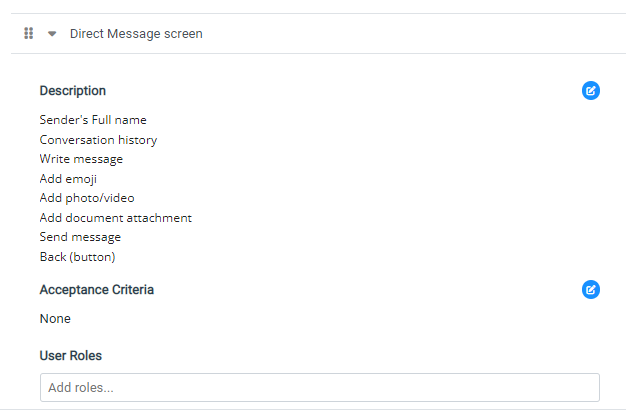 Direct Message screen
Description
Sender's Full name
Conversation history
Write message
Add emoji
Add photo/video
Add document attachment
Send message
Back (button)
Acceptance Criteria
None
User Roles
Add roles...